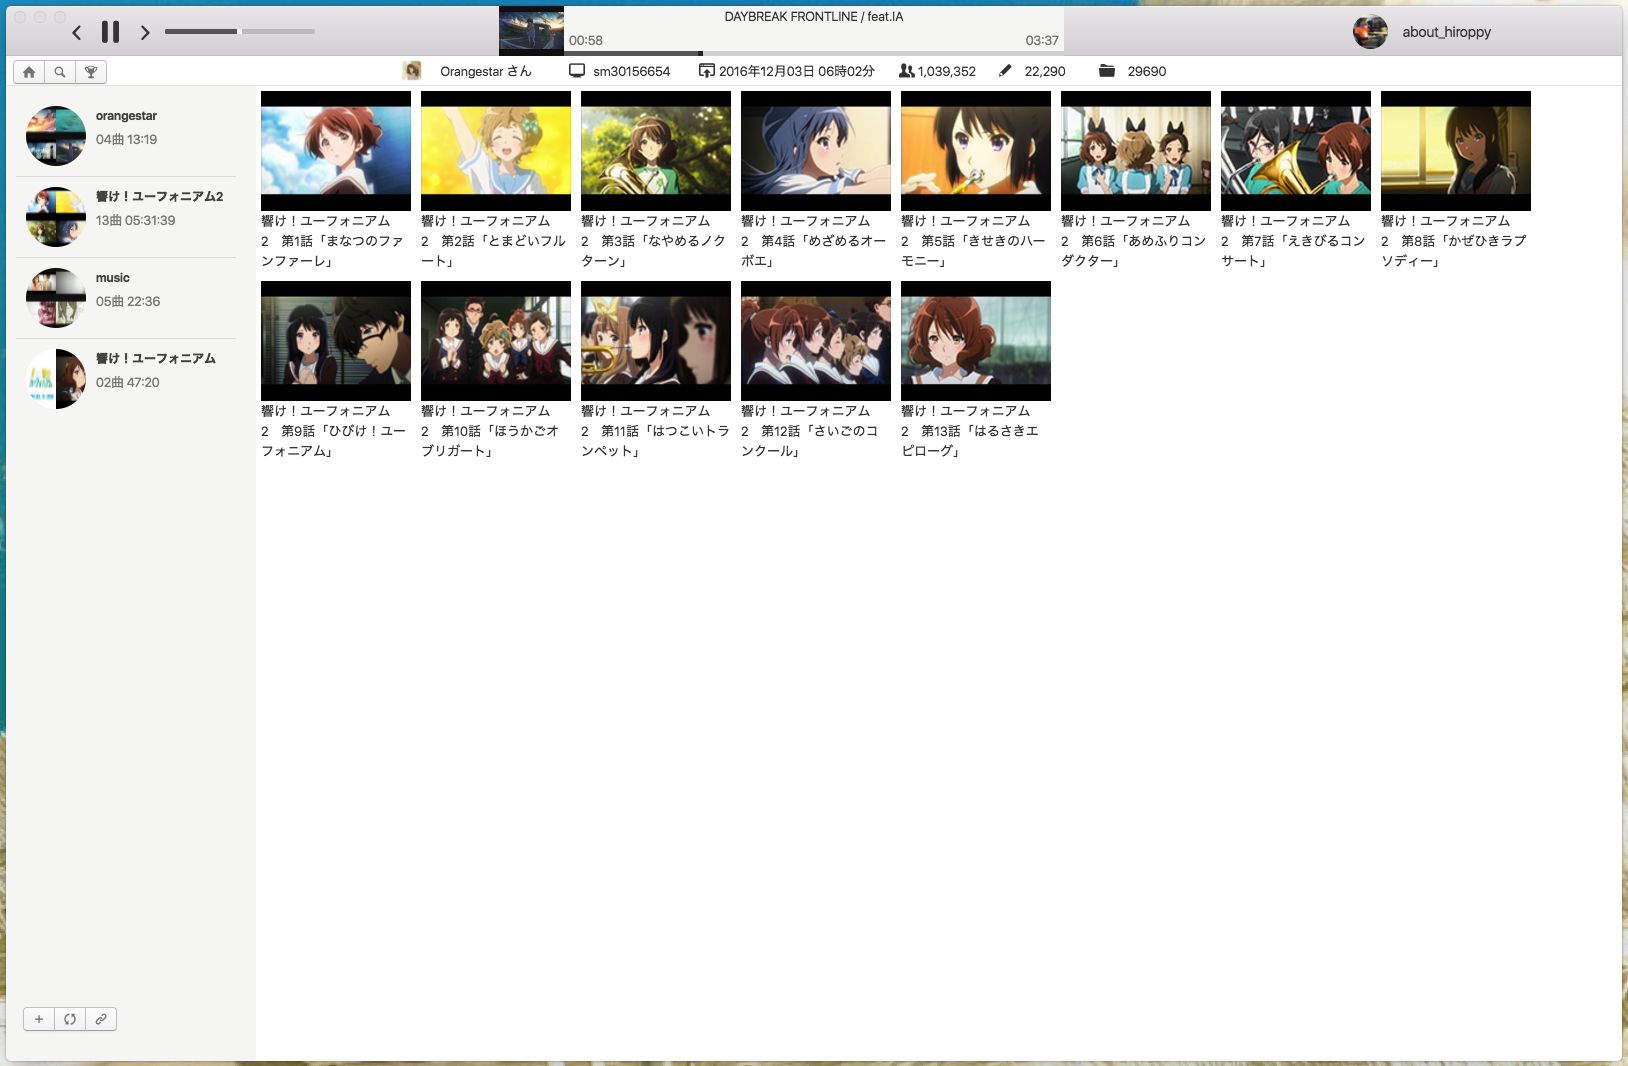 DAYBREAK FRONTLINE / feat.IA
00:58
03:37
about_hiroppy
Orangestar さん
sm30156654
2016年12月03日 06時02分
1,039,352
22,290
29690
orangestar
04曲 13:19
響け！ユーフォニアム2
13曲 05:31:39
music
05曲 22:36
響け！ユーフォニアム
02曲 47:20
響け！ユーフォニアム
2　第1話「まなつのファ
ンファーレ」
響け！ユーフォニアム
2　第2話「とまどいフル
ート」
響け！ユーフォニアム
2　第3話「なやめるノク
ターン」
響け！ユーフォニアム
2　第4話「めざめるオー
ボエ」
響け！ユーフォニアム
2　第5話「きせきのハー
モニー」
響け！ユーフォニアム
2　第6話「あめふりコン
ダクター」
響け！ユーフォニアム
2　第7話「えきびるコン
サート」
響け！ユーフォニアム
2　第8話「かぜひきラプ
ソディー」
響け！ユーフォニアム
2　第9話「ひびけ！ユー
フォニアム」
響け！ユーフォニアム
2　第10話「ほうかごオ
ブリガート」
響け！ユーフォニアム
2　第11話「はつこいトラ
ンペット」
響け！ユーフォニアム
2　第12話「さいごのコ
ンクール」
響け！ユーフォニアム
2　第13話「はるさきエ
ピローグ」